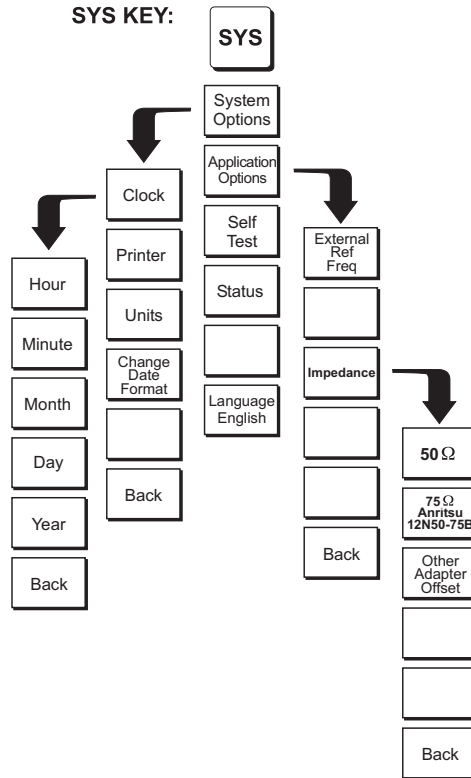 SYS KEY:
SYS
System
Options
Application
Options
Self
Test
Status
Language
English
Clock
Printer
Units
Change
Date
Format
Back
Hour
Minute
Month
Day
Year
Back
External
Ref
Freq
Impedance
Back
50 Ω
75 Ω
Anritsu
12N50-75B
Other
Adapter
Offset
Back